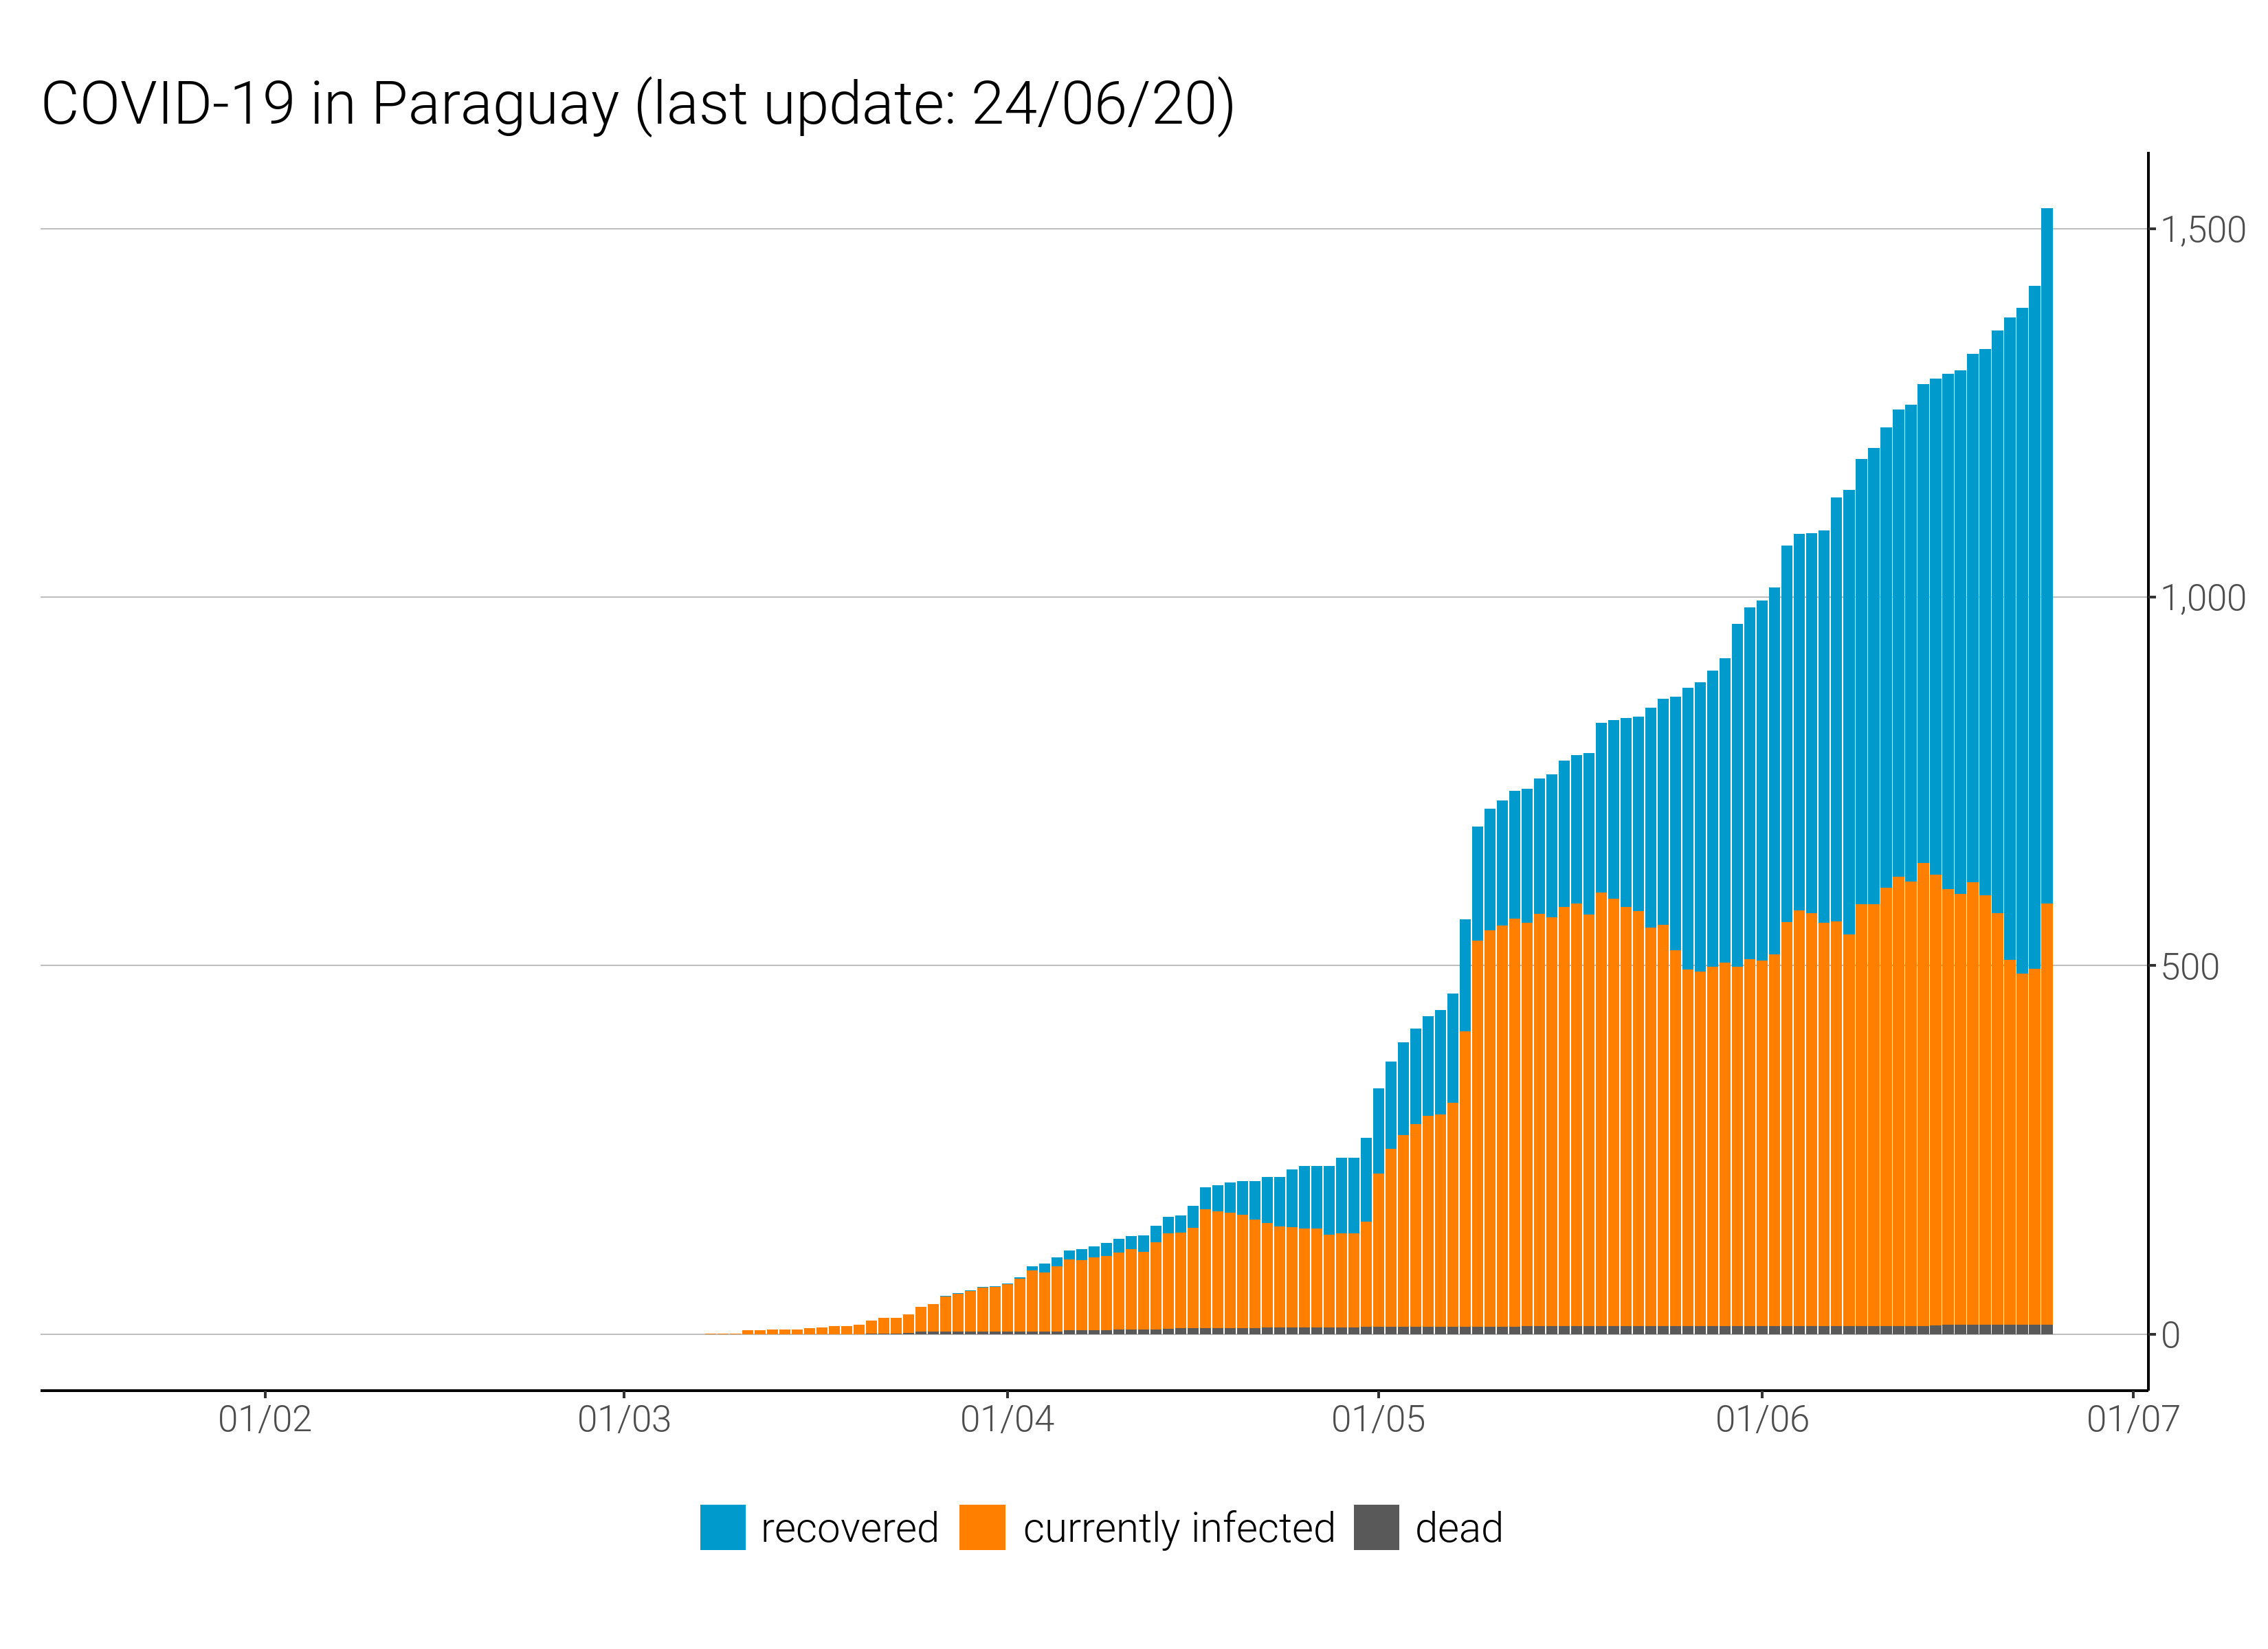 COVID-19 in Paraguay (last update: 24/06/20)
1,500
1,000
500
0
01/02 01/03 01/04 01/05 01/06 01/07
recovered currently infected dead